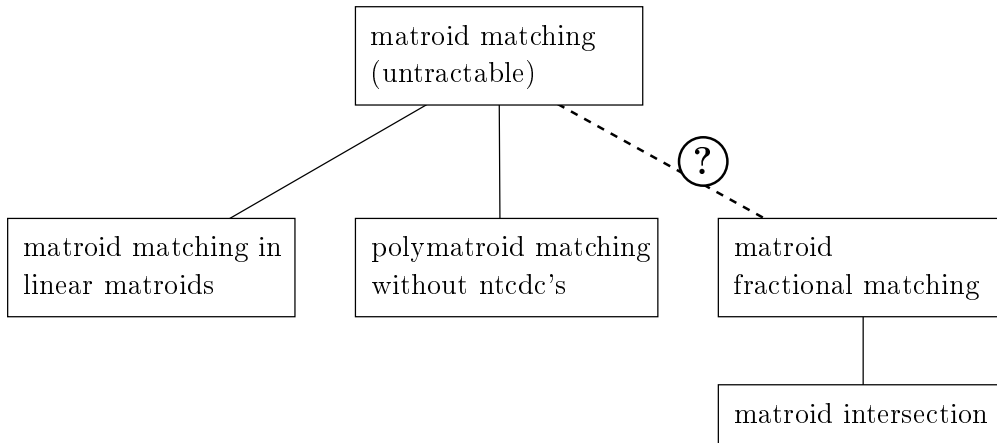 matroid matching
(untractable)
?
matroid matching in
linear matroids
polymatroid matching
without ntcdc's
matroid
fractional matching
matroid intersection